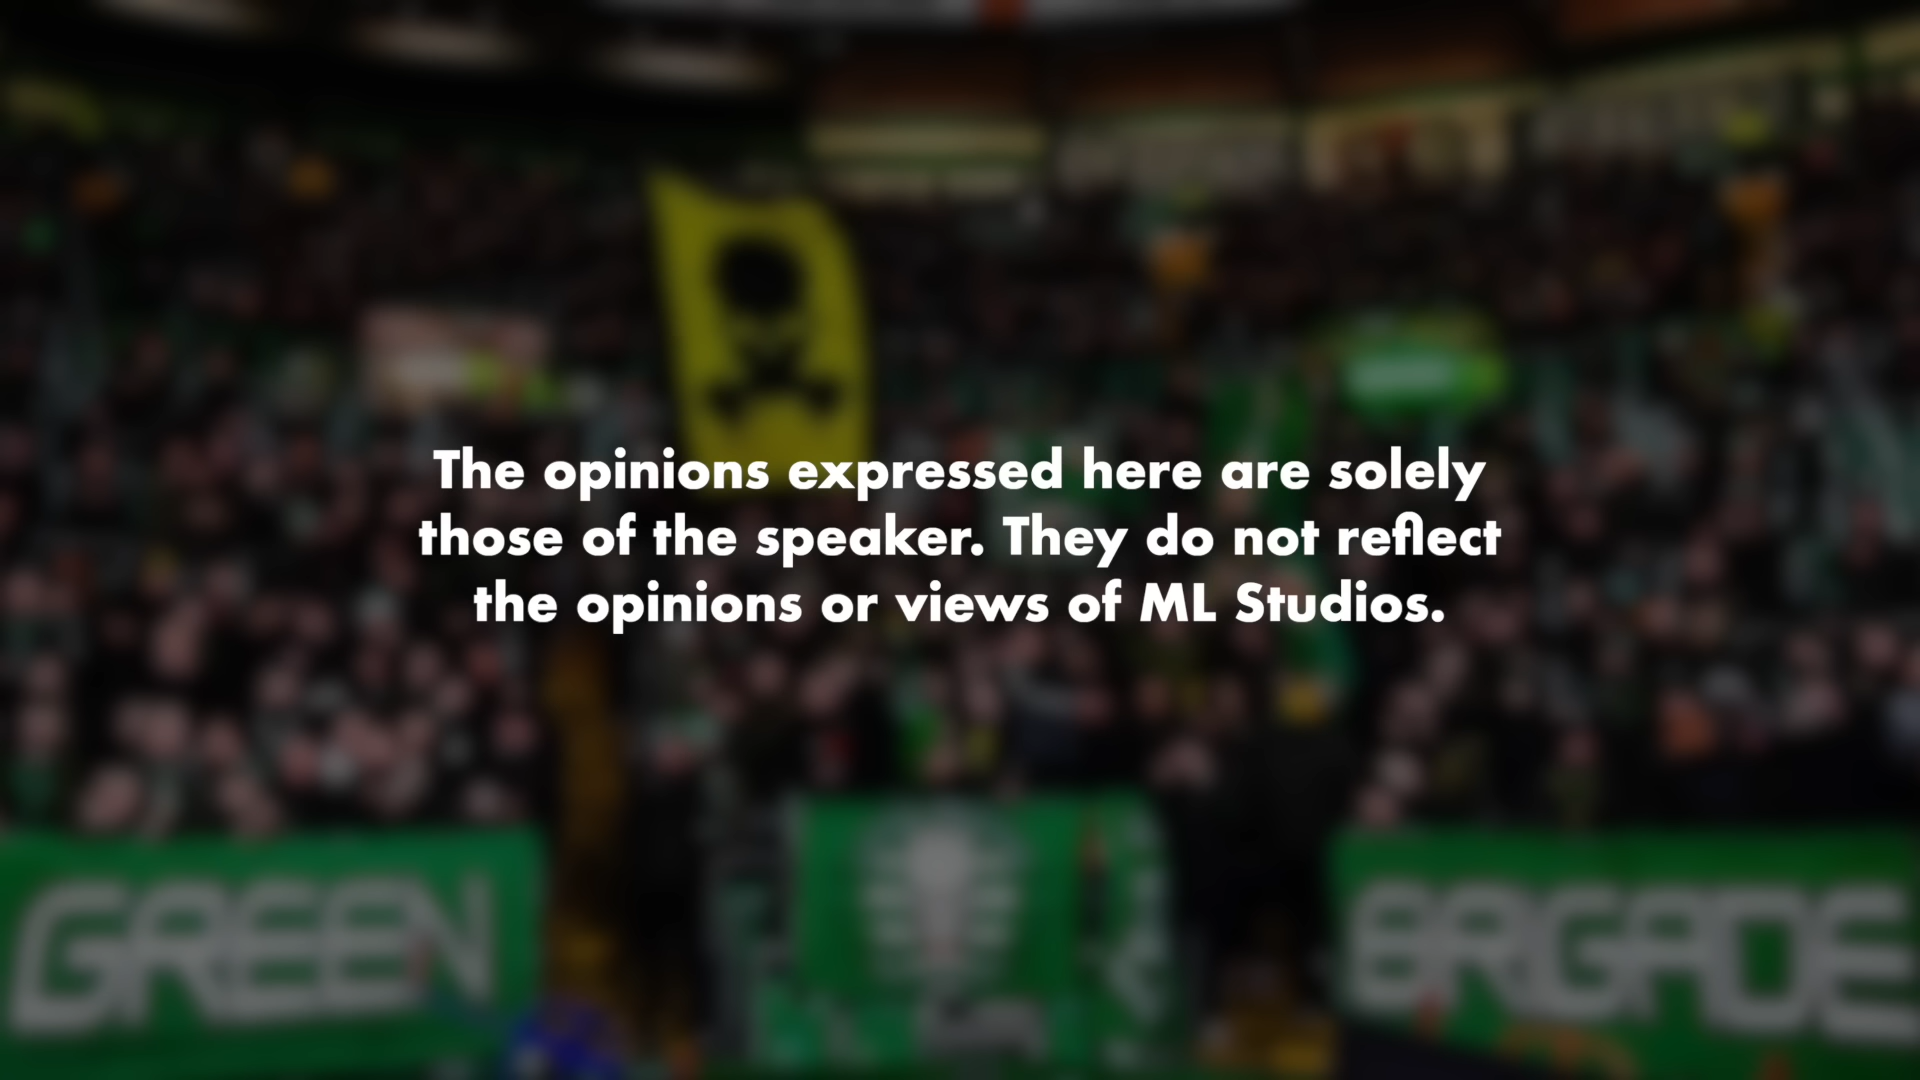 The opinions expressed here are solely
those of the speaker. They do not reflect
the opinions or views of ML Studios.
GREEN
BRIGADE